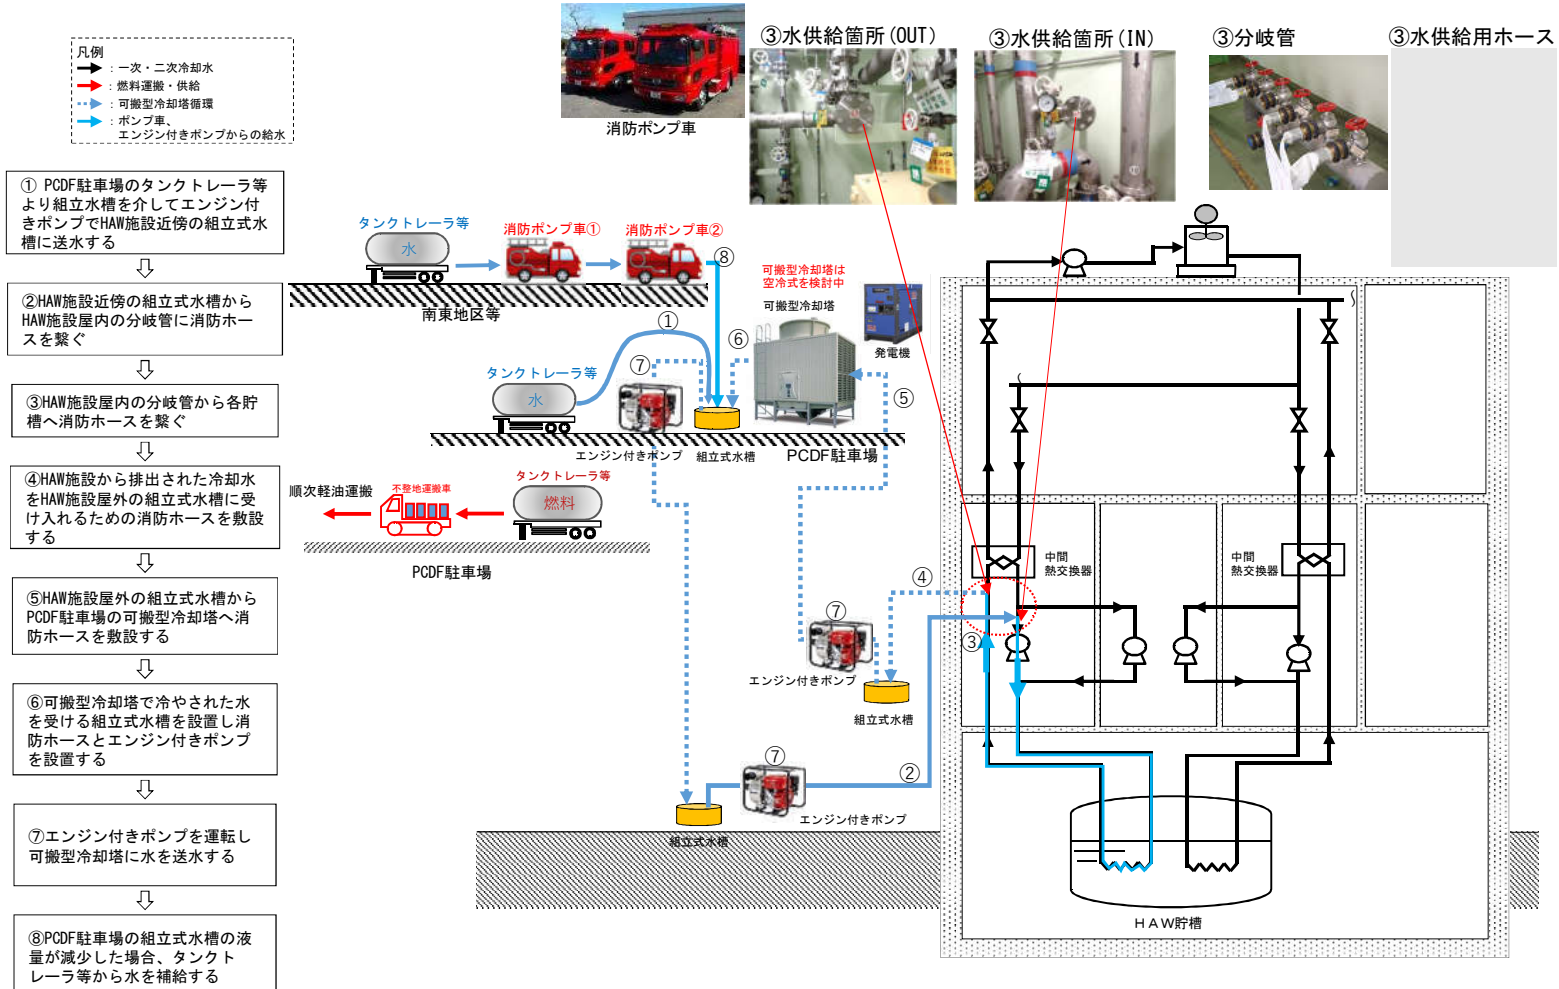 凡例
：一次・二次冷却水
：燃料運搬・供給
：可搬型冷却塔循環
：ポンプ車、
エンジン付きポンプからの給水
消防ポンプ車
③水供給箇所(OUT)
③水供給箇所(IN)
③分岐管
③水供給用ホース
① PCDF駐車場のタンクトレーラ等
より組立水槽を介してエンジン付
きポンプでHAW施設近傍の組立式水
槽に送水する
②HAW施設近傍の組立式水槽から
HAW施設屋内の分岐管に消防ホー
スを繋ぐ
③HAW施設屋内の分岐管から各貯
槽へ消防ホースを繋ぐ
④HAW施設から排出された冷却水
をHAW施設屋外の組立式水槽に受
け入れるための消防ホースを敷設
する
⑤HAW施設屋外の組立式水槽から
PCDF駐車場の可搬型冷却塔へ消
防ホースを敷設する
⑥可搬型冷却塔で冷やされた水
を受ける組立式水槽を設置し消
防ホースとエンジン付きポンプ
を設置する
⑦エンジン付きポンプを運転し
可搬型冷却塔に水を送水する
⑧PCDF駐車場の組立式水槽の液
量が減少した場合、タンクト
レーラ等から水を補給する
タンクトレーラ等
水
消防ポンプ車①
消防ポンプ車②
⑧
南東地区等
可搬型冷却塔は
空冷式を検討中
可搬型冷却塔
発電機
①
⑥
⑦
⑤
タンクトレーラ等
水
エンジン付きポンプ
組立式水槽
PCDF駐車場
順次軽油運搬
不整地運搬車
タンクトレーラ等
燃料
PCDF駐車場
④
⑦
③
エンジン付きポンプ
組立式水槽
⑦
②
エンジン付きポンプ
組立式水槽
中間
熱交換器
中間
熱交換器
ＨＡＷ貯槽